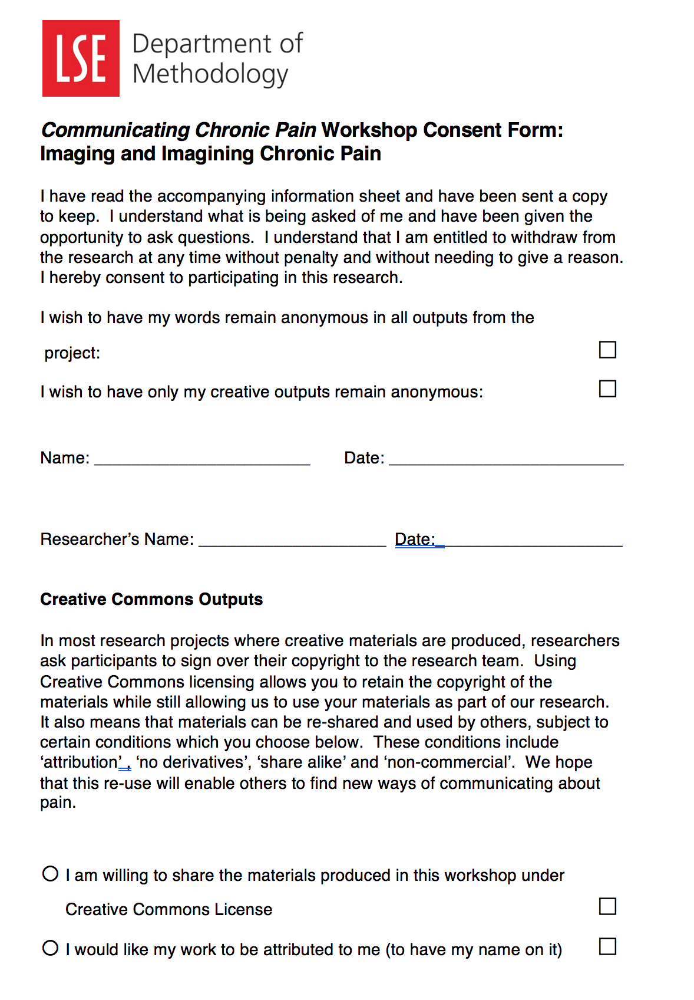 LSE Department of
Methodology
Communicating Chronic Pain Workshop Consent Form:
Imaging and Imagining Chronic Pain
I have read the accompanying information sheet and have been sent a copy
to keep.  I understand what is being asked of me and have been given the
opportunity to ask questions.  I understand that I am entitled to withdraw from
the research at any time without penalty and without needing to give a reason.
I hereby consent to participating in this research.
I wish to have my words remain anonymous in all outputs from the
project: ☐
I wish to have only my creative outputs remain anonymous: ☐
Name: _______________________ Date: _________________________
Researcher’s Name: ____________________ Date:____________________
Creative Commons Outputs
In most research projects where creative materials are produced, researchers
ask participants to sign over their copyright to the research team.  Using
Creative Commons licensing allows you to retain the copyright of the
materials while still allowing us to use your materials as part of our research.
It also means that materials can be re-shared and used by others, subject to
certain conditions which you choose below.  These conditions include
‘attribution’ , ‘no derivatives’, ‘share alike’ and ‘non-commercial’.  We hope
that this re-use will enable others to find new ways of communicating about
pain.
○ I am willing to share the materials produced in this workshop under
Creative Commons License ☐
○ I would like my work to be attributed to me (to have my name on it) ☐